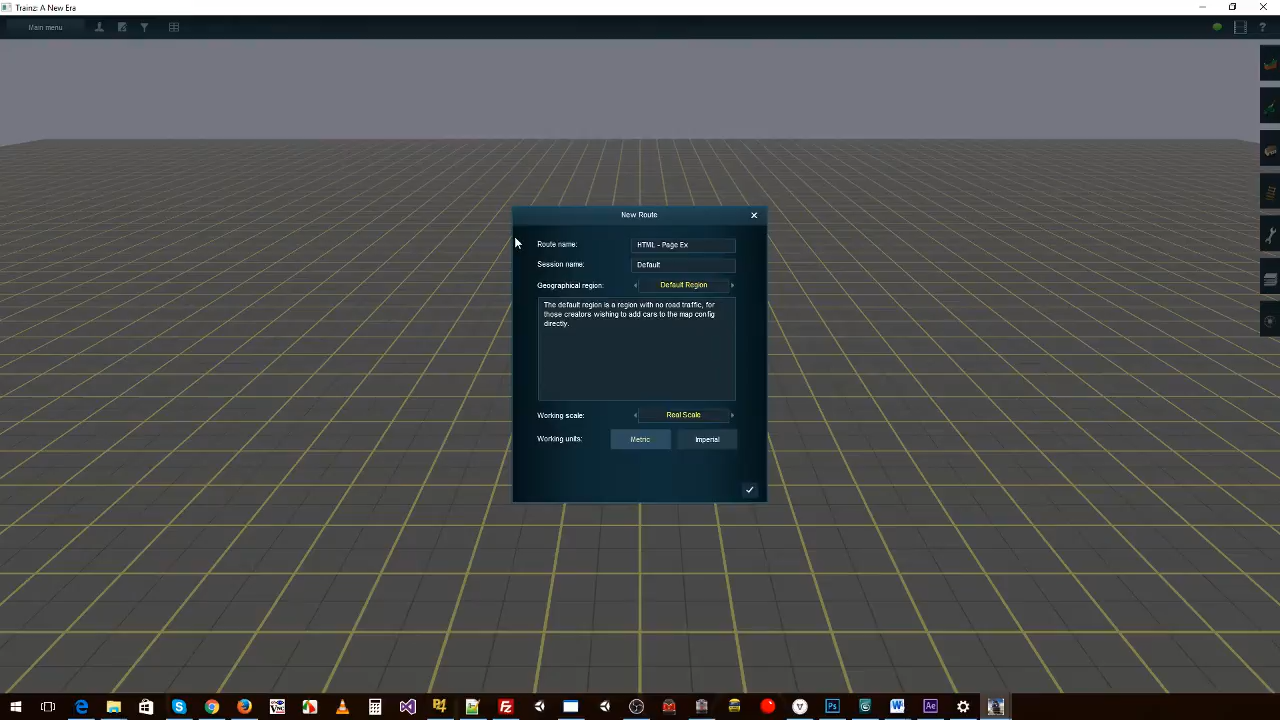 Trainz: A New Era
Main menu
New Route
Route name: HTML - Page Ex
Session name: Default
Geographical region: Default Region
The default region is a region with no road traffic, for
those creators wishing to add cars to the map config
directly.
Working scale: Real Scale
Working units: Metric Imperial